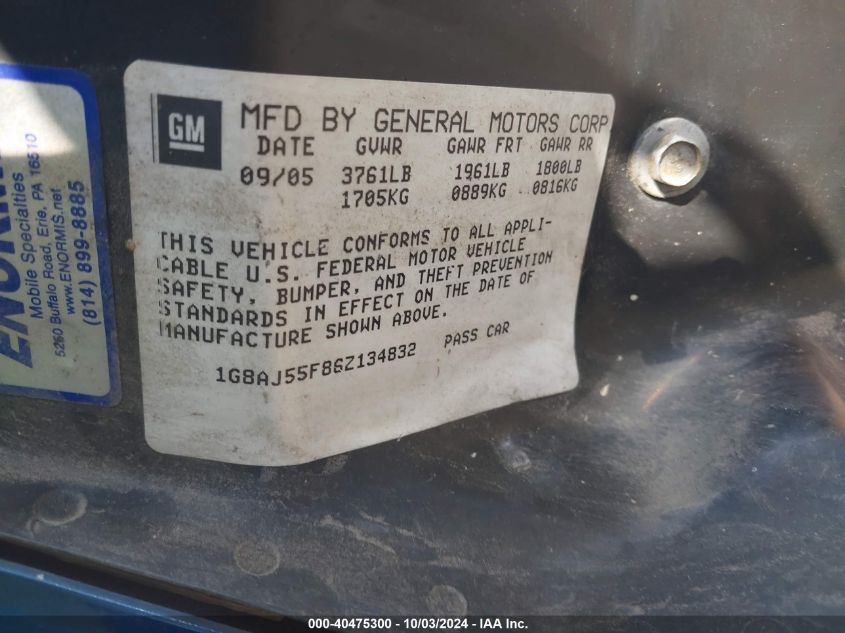 ENORMI
Mobile Specialties
5260 Buffalo Road, Erie, PA 16510
www.ENORMIS.net
(814) 899-8885
GM
MFD BY GENERAL MOTORS CORP
DATE GVWR GAWR FRT GAWR RR
09/05 3761LB 1961LB 1800LB
1705KG 0889KG 0816KG
THIS VEHICLE CONFORMS TO ALL APPLI-
CABLE U.S. FEDERAL MOTOR VEHICLE
SAFETY, BUMPER, AND THEFT PREVENTION
STANDARDS IN EFFECT ON THE DATE OF
MANUFACTURE SHOWN ABOVE.
1G8AJ55F86Z134832 PASS CAR
000-40475300 - 10/03/2024 - IAA Inc.